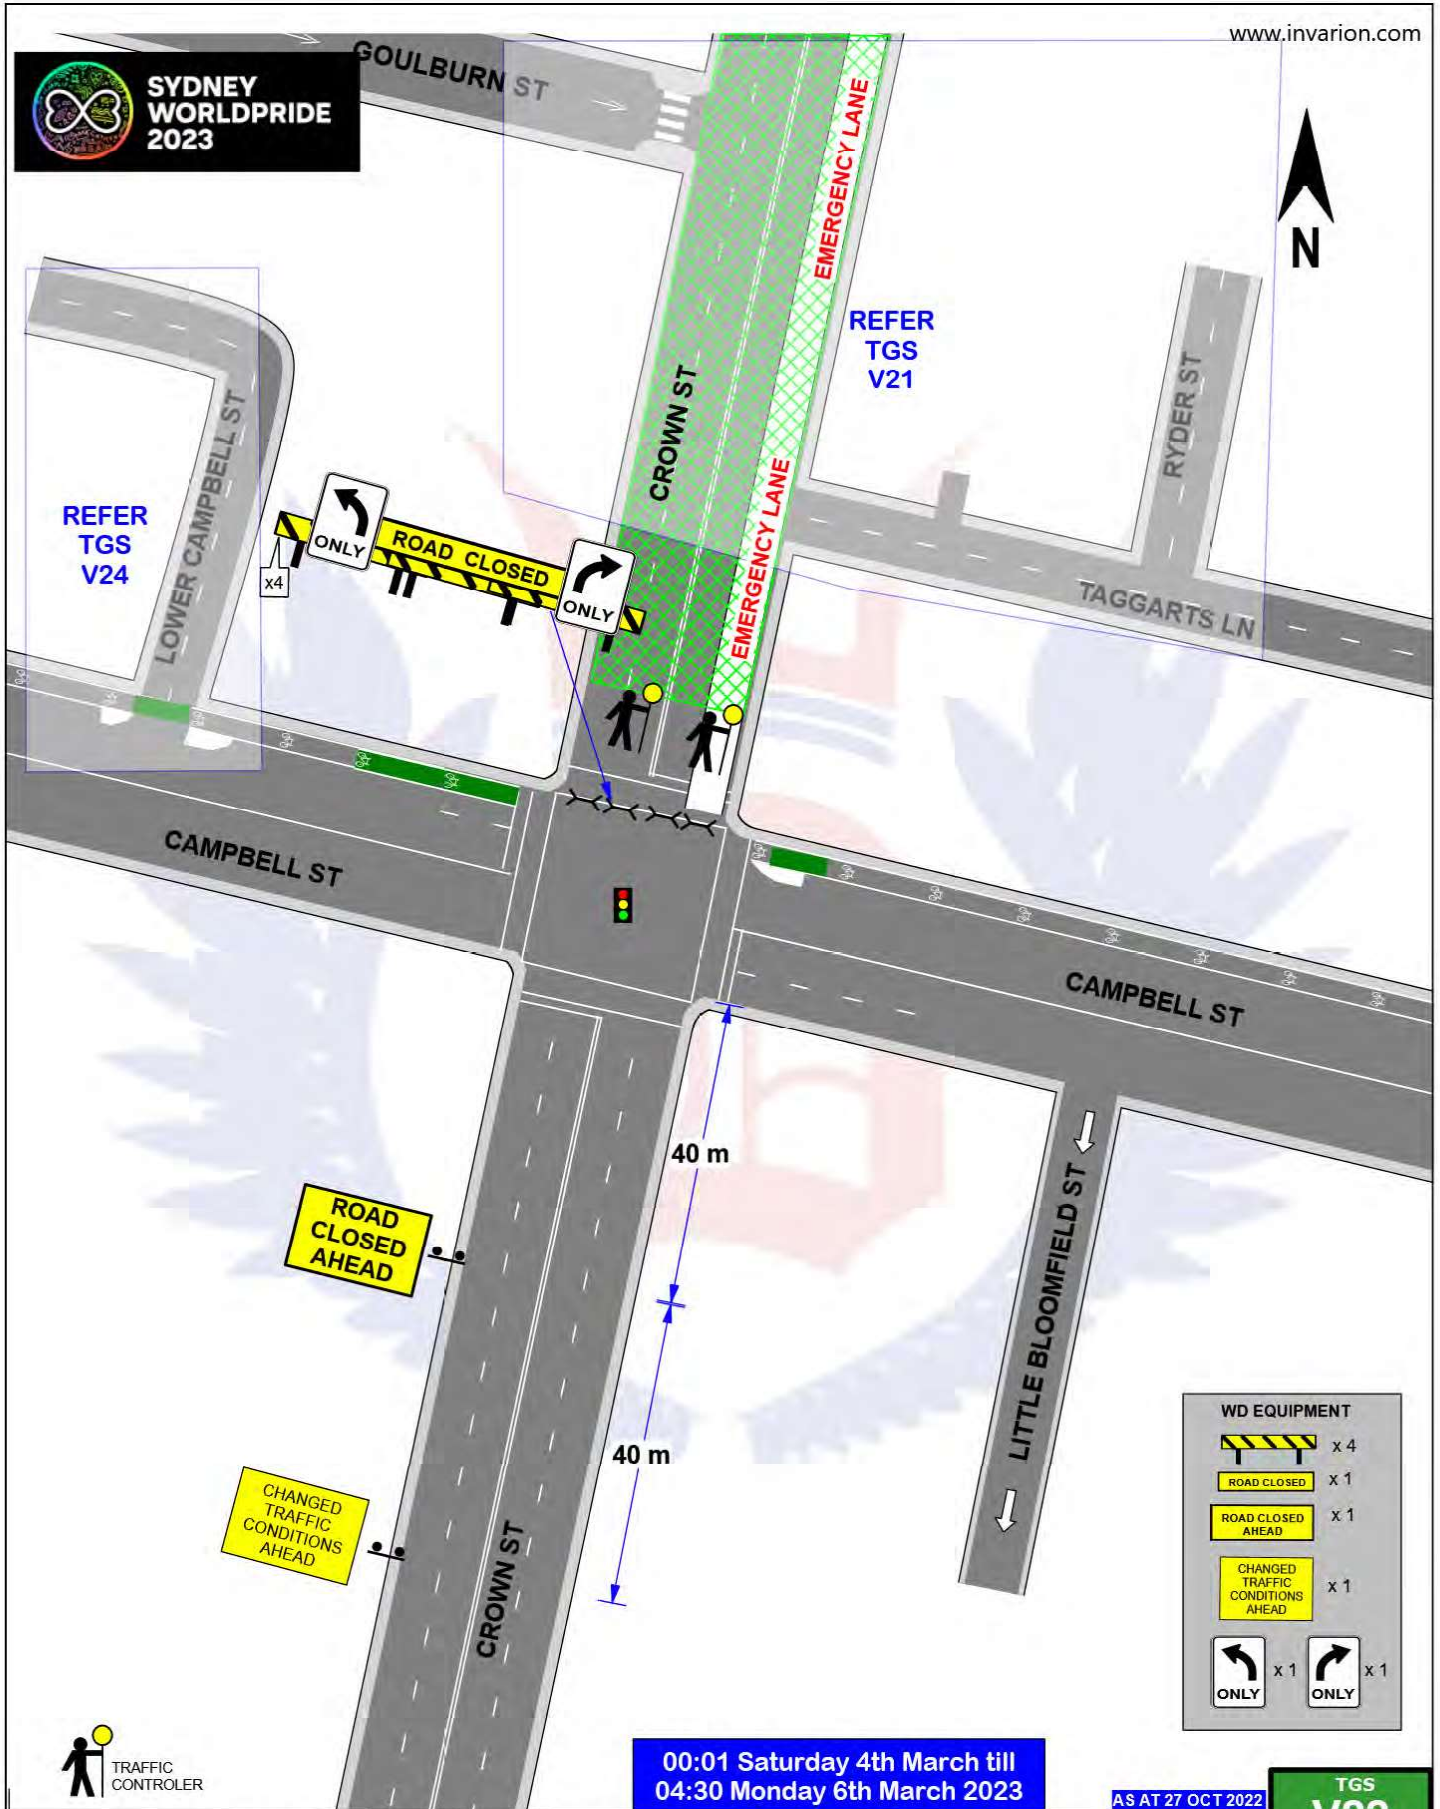 www.invarion.com
SYDNEY
WORLDPRIDE
2023
GOULBURN ST
EMERGENCY LANE
N
REFER
TGS
V21
CROWN ST
RYDER ST
LOWER CAMPBELL ST
REFER
TGS
V24
ONLY
ROAD CLOSED
ONLY
x4
EMERGENCY LANE
TAGGARTS LN
CAMPBELL ST
CAMPBELL ST
40 m
ROAD
CLOSED
AHEAD
LITTLE BLOOMFIELD ST
40 m
CHANGED
TRAFFIC
CONDITIONS
AHEAD
CROWN ST
WD EQUIPMENT
x 4
ROAD CLOSED
x 1
ROAD CLOSED
AHEAD
x 1
CHANGED
TRAFFIC
CONDITIONS
AHEAD
x 1
ONLY
x 1
ONLY
x 1
TRAFFIC
CONTROLER
00:01 Saturday 4th March till
04:30 Monday 6th March 2023
AS AT 27 OCT 2022
TGS